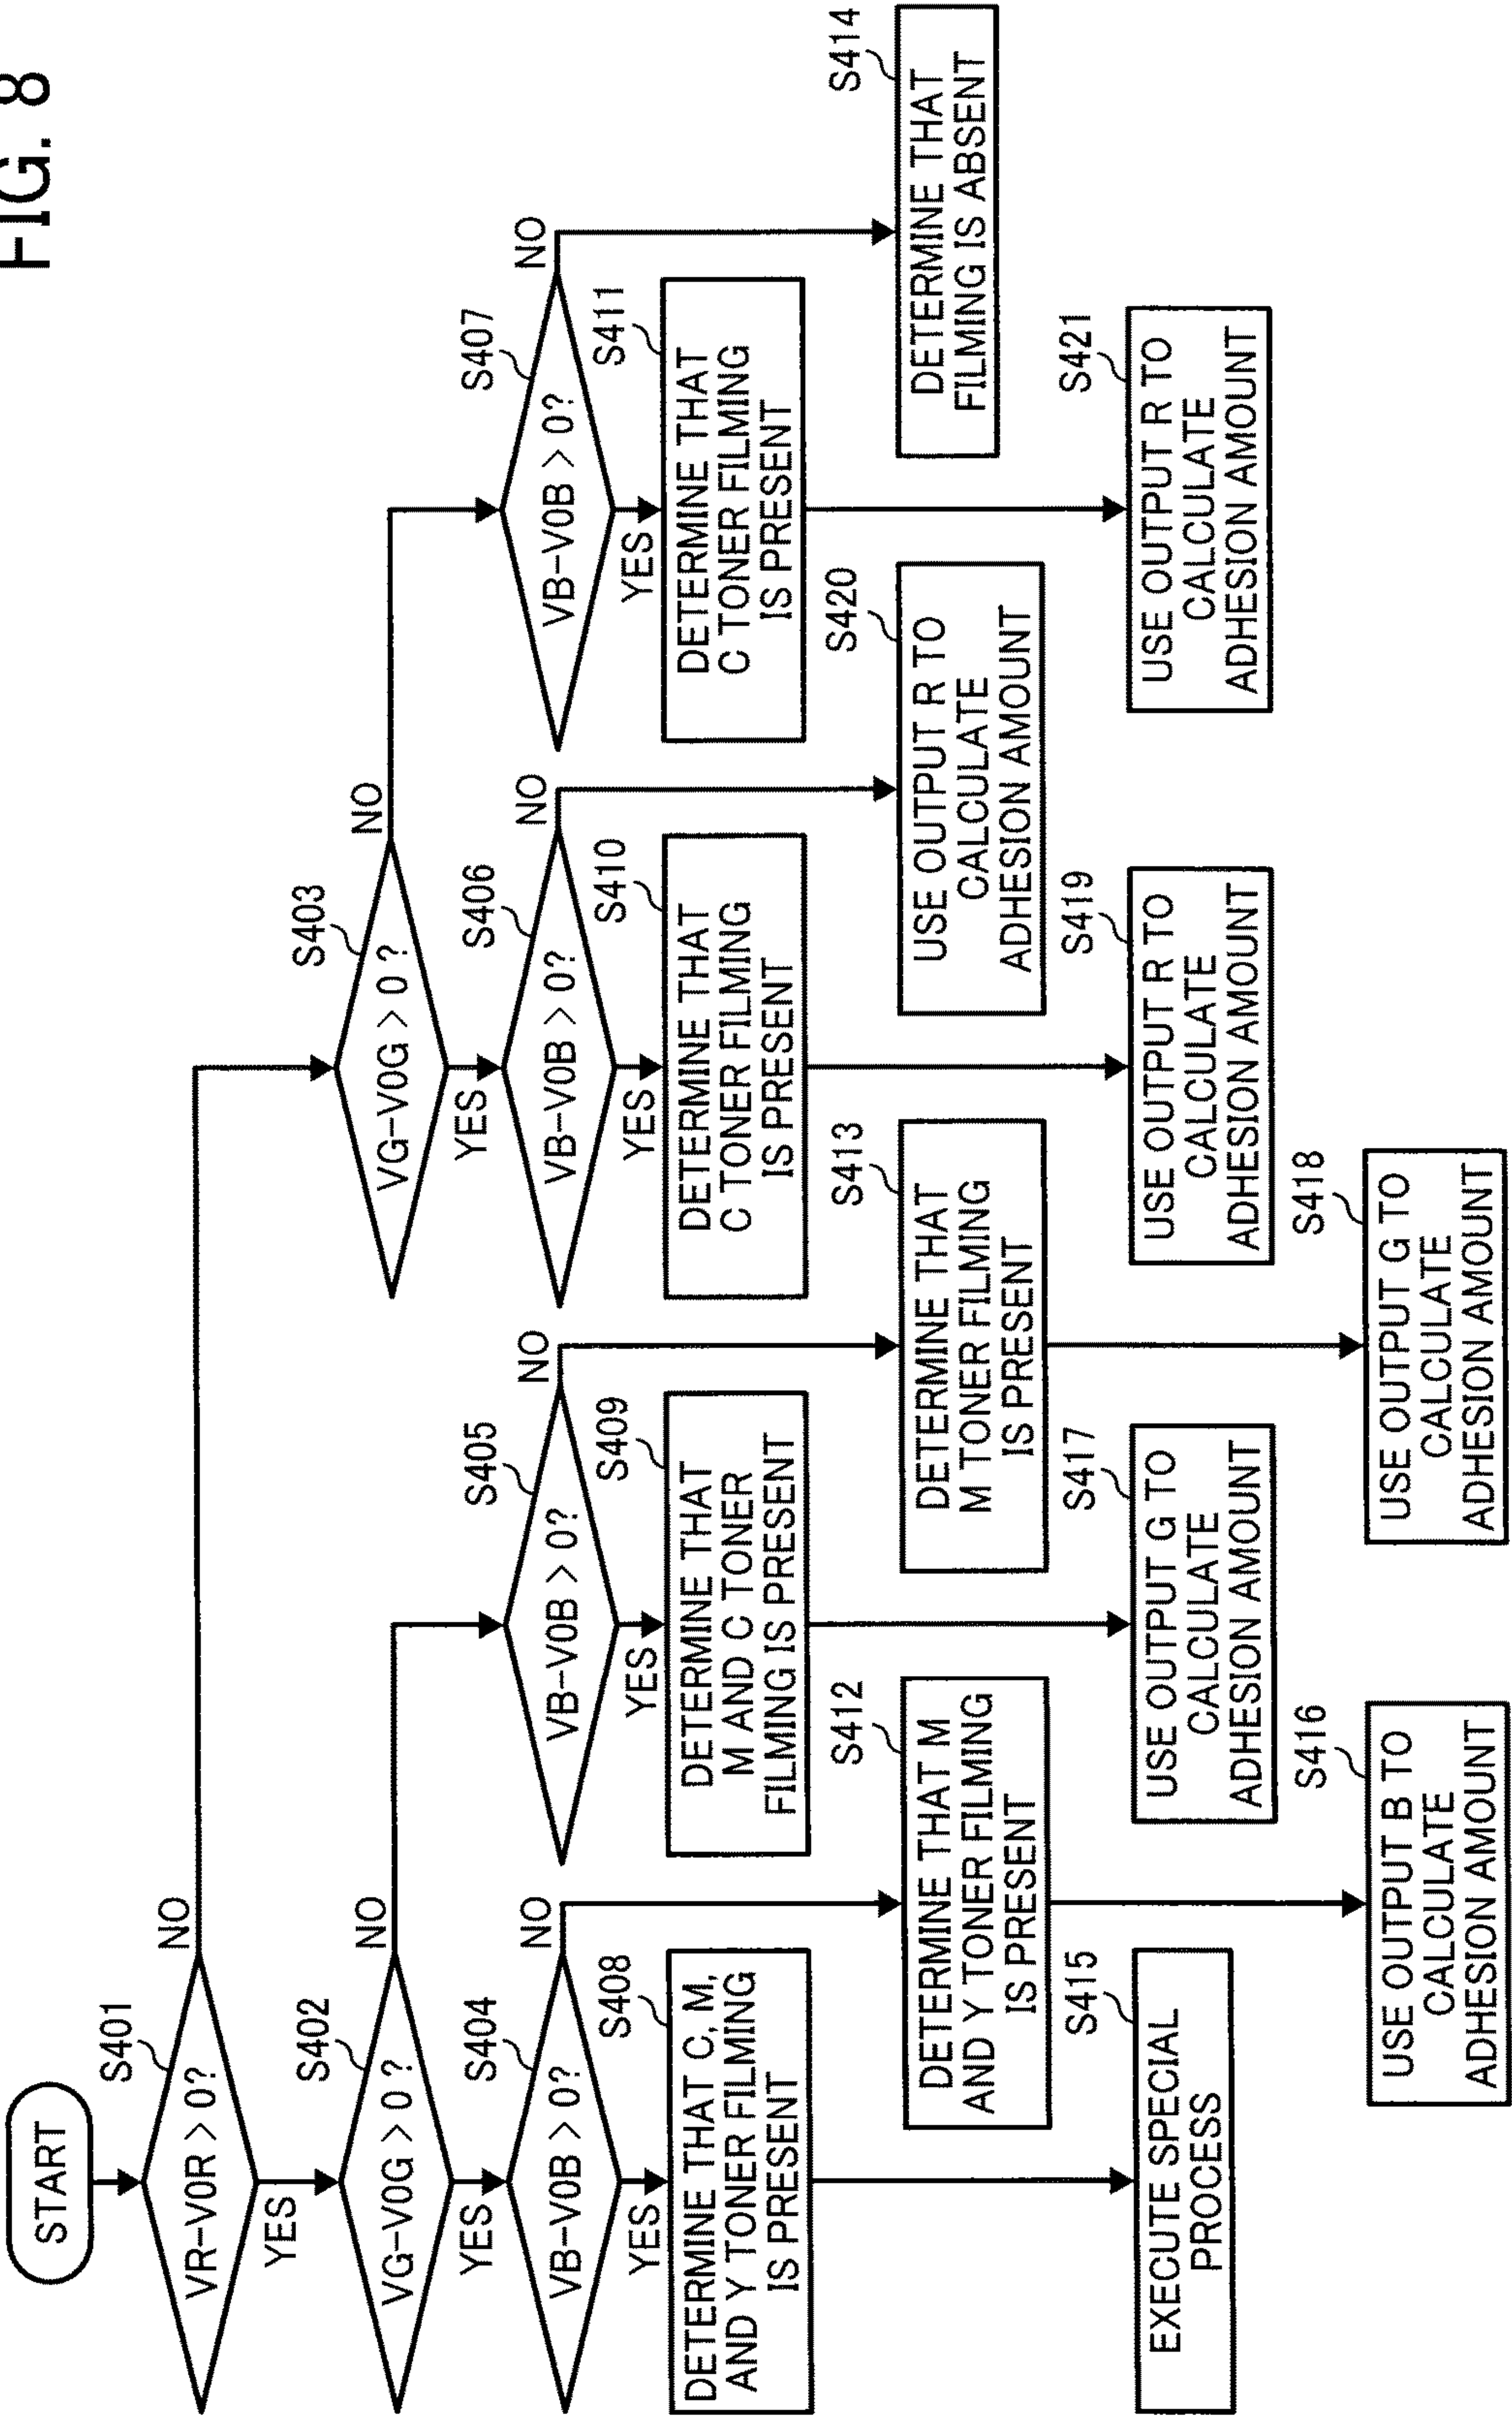 FIG. 8
START
S401
VR-V0R > 0?
YES
NO
S402
VG-V0G > 0 ?
YES
NO
S403
VG-V0G > 0 ?
YES
NO
S404
VB-V0B > 0?
YES
NO
S405
VB-V0B > 0?
YES
NO
S406
VB-V0B > 0?
YES
NO
S407
VB-V0B > 0?
YES
NO
S408
DETERMINE THAT C, M,
AND Y TONER FILMING
IS PRESENT
S409
DETERMINE THAT
M AND C TONER
FILMING IS PRESENT
S410
DETERMINE THAT
C TONER FILMING
IS PRESENT
S411
DETERMINE THAT
C TONER FILMING
IS PRESENT
S412
DETERMINE THAT M
AND Y TONER FILMING
IS PRESENT
S413
DETERMINE THAT
M TONER FILMING
IS PRESENT
S420
USE OUTPUT R TO
CALCULATE
ADHESION AMOUNT
S414
DETERMINE THAT
FILMING IS ABSENT
S415
EXECUTE SPECIAL
PROCESS
S417
USE OUTPUT G TO
CALCULATE
ADHESION AMOUNT
S419
USE OUTPUT R TO
CALCULATE
ADHESION AMOUNT
S421
USE OUTPUT R TO
CALCULATE
ADHESION AMOUNT
S416
USE OUTPUT B TO
CALCULATE
ADHESION AMOUNT
S418
USE OUTPUT G TO
CALCULATE
ADHESION AMOUNT